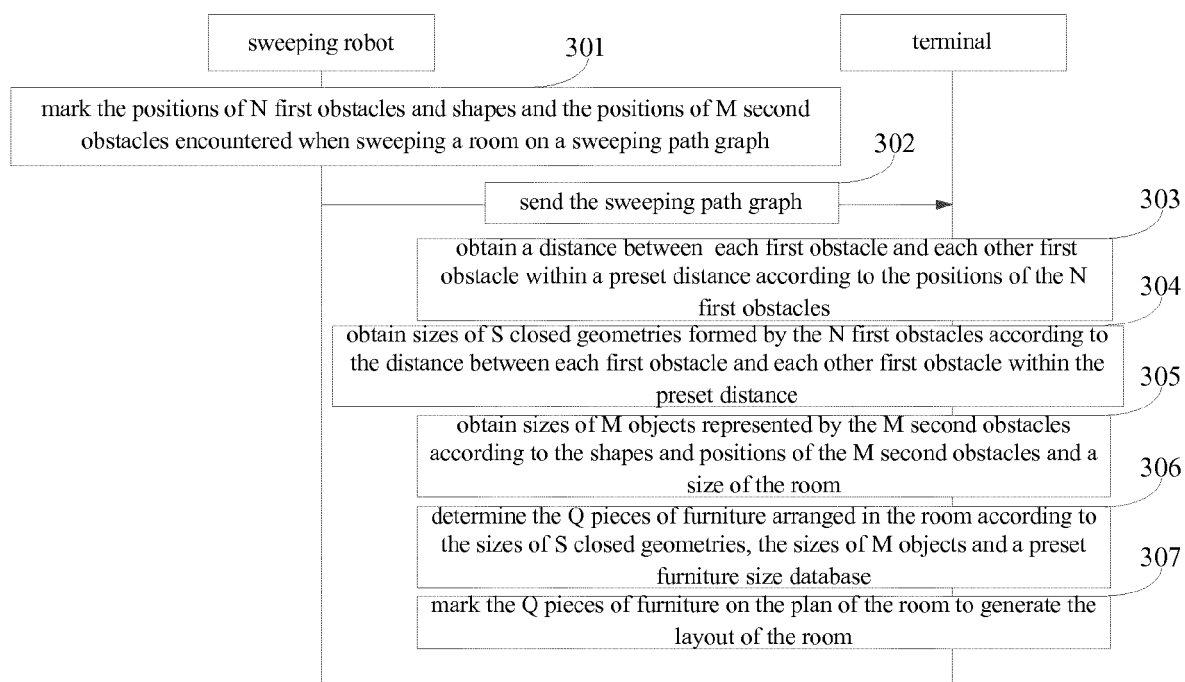 sweeping robot
terminal
301
mark the positions of N first obstacles and shapes and the positions of M second
obstacles encountered when sweeping a room on a sweeping path graph
302
send the sweeping path graph
303
obtain a distance between each first obstacle and each other first
obstacle within a preset distance according to the positions of the N
first obstacles
304
obtain sizes of S closed geometries formed by the N first obstacles according to
the distance between each first obstacle and each other first obstacle within the
preset distance
305
obtain sizes of M objects represented by the M second obstacles
according to the shapes and positions of the M second obstacles and a
size of the room
306
determine the Q pieces of furniture arranged in the room according to
the sizes of S closed geometries, the sizes of M objects and a preset
furniture size database
307
mark the Q pieces of furniture on the plan of the room to generate the
layout of the room